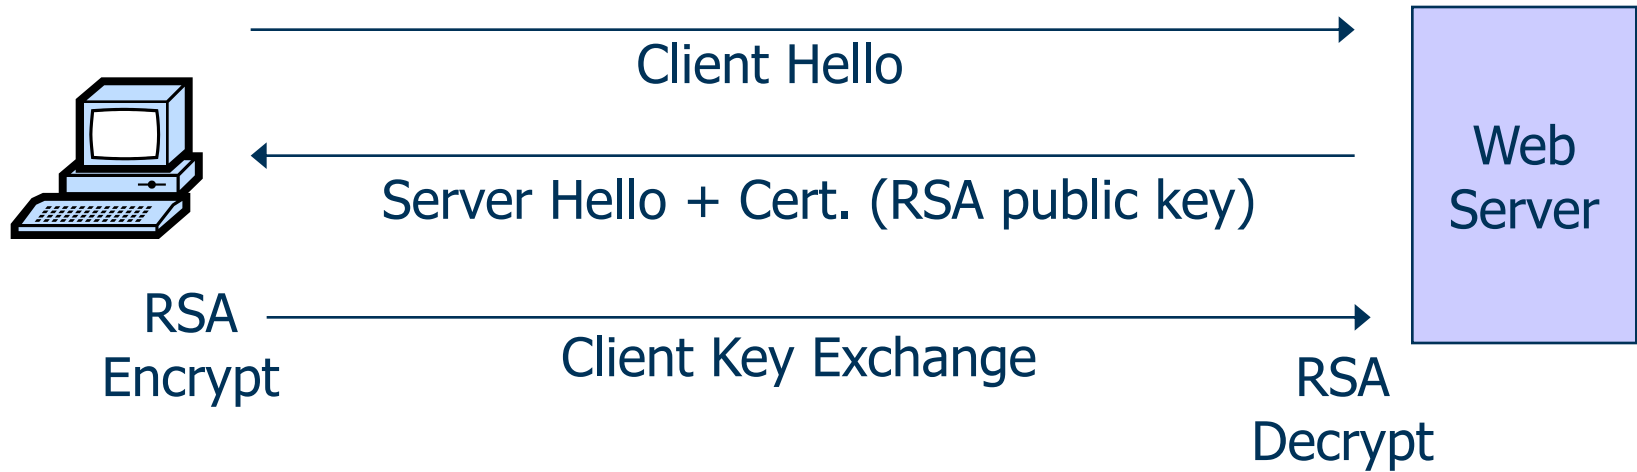 Client Hello
Web
Server
Server Hello + Cert. (RSA public key)
RSA
Encrypt
Client Key Exchange
RSA
Decrypt